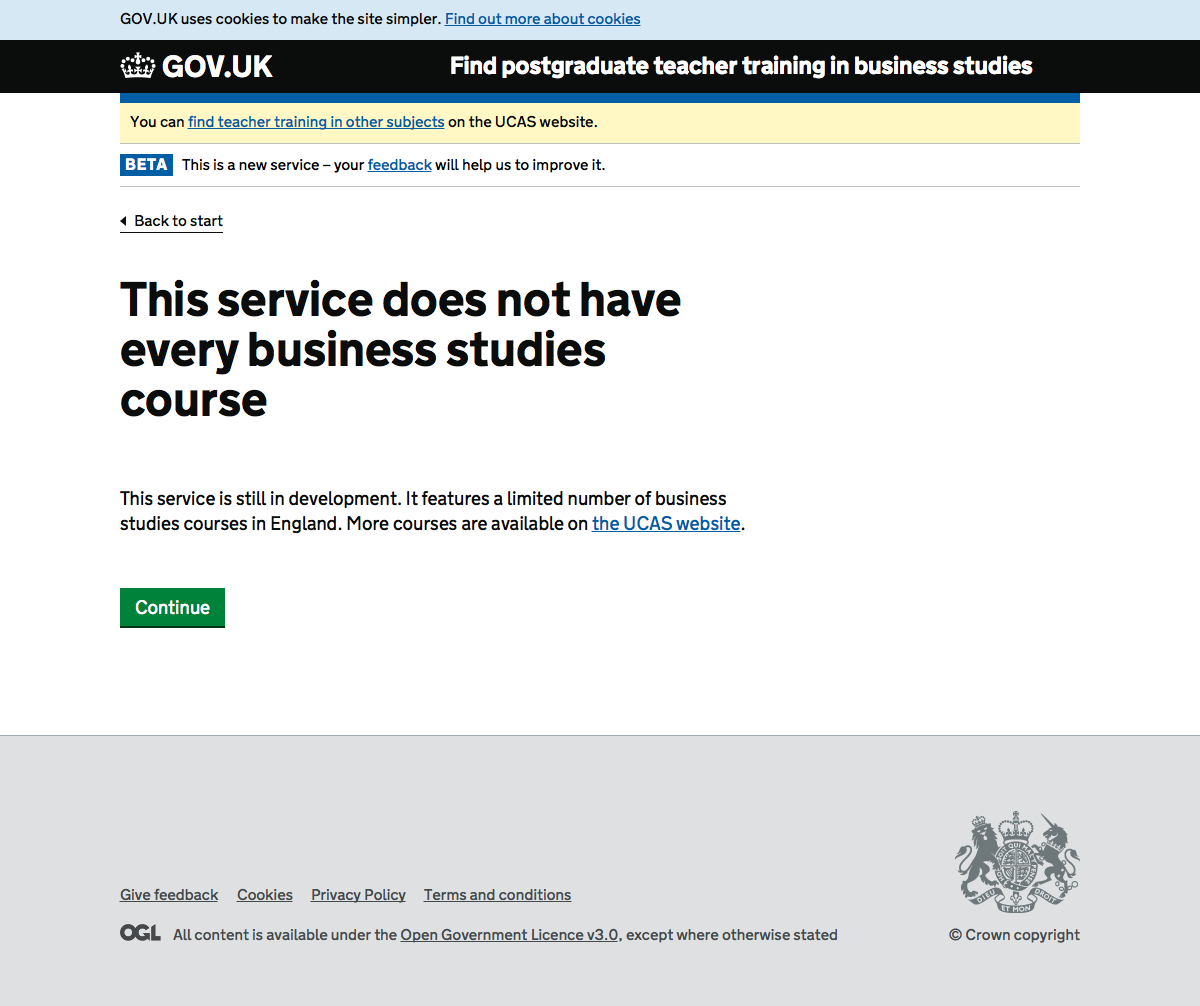 GOV.UK uses cookies to make the site simpler. Find out more about cookies
GOV.UK
Find postgraduate teacher training in business studies
You can find teacher training in other subjects on the UCAS website.
BETA This is a new service – your feedback will help us to improve it.
Back to start
This service does not have
every business studies
course
This service is still in development. It features a limited number of business
studies courses in England. More courses are available on the UCAS website.
Continue
Give feedback Cookies Privacy Policy Terms and conditions
OGL All content is available under the Open Government Licence v3.0, except where otherwise stated
DIEU ET MON DROIT
© Crown copyright